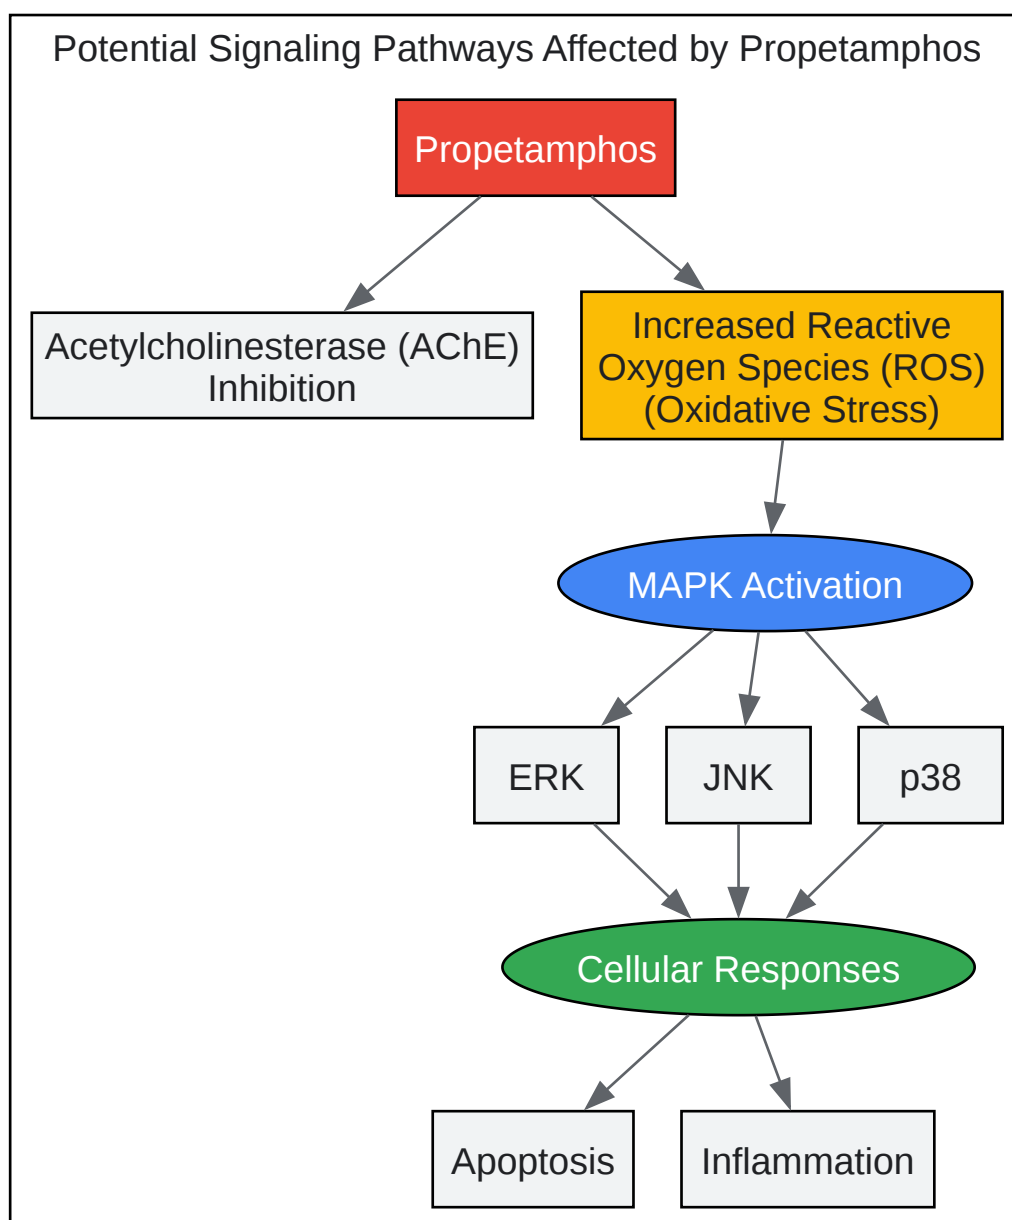 Potential Signaling Pathways Affected by Propetamphos
Propetamphos
Acetylcholinesterase (AChE)
Inhibition
Increased Reactive
Oxygen Species (ROS)
(Oxidative Stress)
MAPK Activation
ERK
JNK
p38
Cellular Responses
Apoptosis
Inflammation